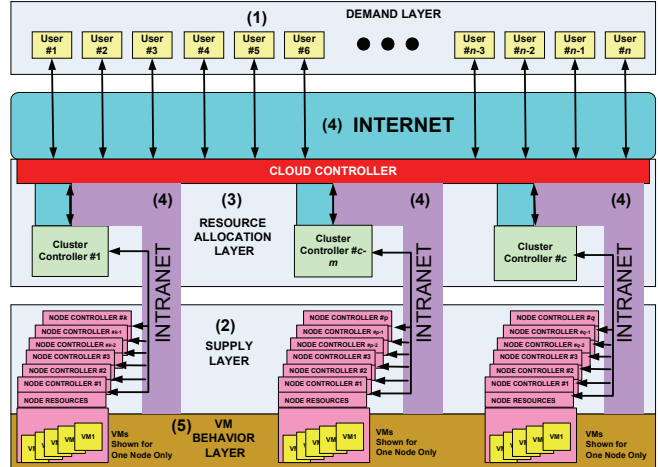 (1)
DEMAND LAYER
User #1
User #2
User #3
User #4
User #5
User #6
User #n-3
User #n-2
User #n-1
User #n
(4) INTERNET
CLOUD CONTROLLER
(4)
(3)
(4)
(4)
RESOURCE
ALLOCATION
LAYER
Cluster
Controller #1
Cluster
Controller #c-
m
Cluster
Controller #c
INTRANET
INTRANET
INTRANET
NODE CONTROLLER #k
NODE CONTROLLER #k-1
NODE CONTROLLER #k-2
NODE CONTROLLER #3
NODE CONTROLLER #2
NODE CONTROLLER #1
NODE RESOURCES
(2)
SUPPLY
LAYER
NODE CONTROLLER #p
NODE CONTROLLER #p-1
NODE CONTROLLER #p-2
NODE CONTROLLER #3
NODE CONTROLLER #2
NODE CONTROLLER #1
NODE RESOURCES
NODE CONTROLLER #q
NODE CONTROLLER #q-1
NODE CONTROLLER #q-2
NODE CONTROLLER #3
NODE CONTROLLER #2
NODE CONTROLLER #1
NODE RESOURCES
(5) VM
BEHAVIOR
LAYER
VM1
VMs
Shown for
One Node Only
VM1
VMs
Shown for
One Node Only
VM1
VMs
Shown for
One Node Only